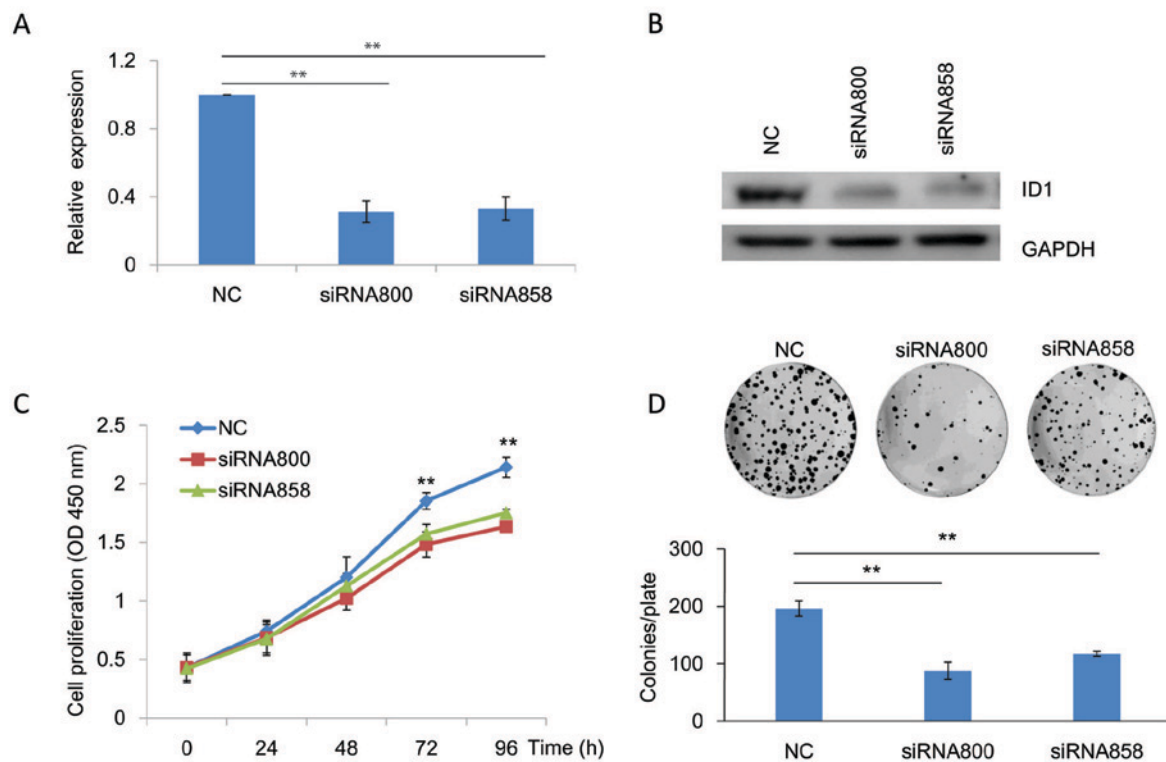 A
**
**
Relative expression
1.2
0.8
0.4
0
NC
siRNA800
siRNA858
B
NC
siRNA800
siRNA858
ID1
GAPDH
C
Cell proliferation (OD 450 nm)
NC
siRNA800
siRNA858
2.5
2
1.5
1
0.5
0
**
**
0
24
48
72
96
Time (h)
D
NC
siRNA800
siRNA858
Colonies/plate
300
200
100
0
**
**
NC
siRNA800
siRNA858